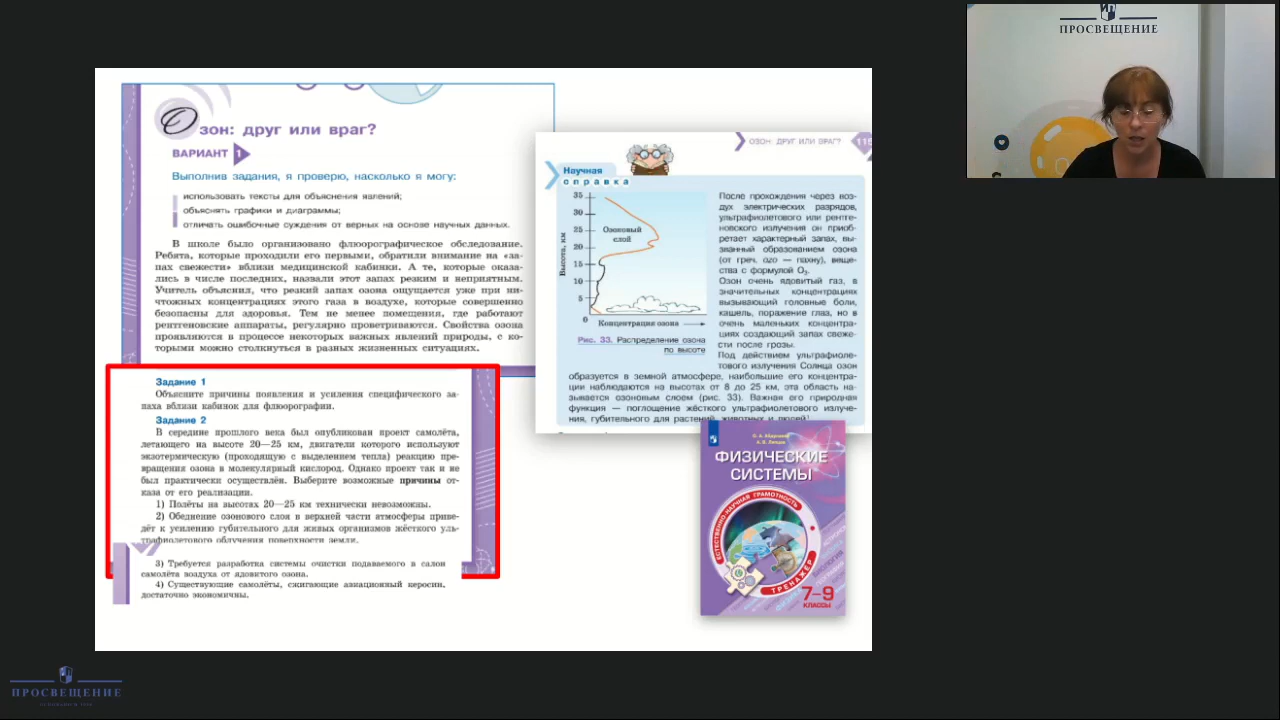 ПРОСВЕЩЕНИЕ
Озон: друг или враг?
ВАРИАНТ 1
Выполнив задания, я проверю, насколько я могу:
использовать тексты для объяснения явлений;
объяснять графики и диаграммы;
отличать ошибочные суждения от верных на основе научных данных.
В школе было организовано флюорографическое обследование.
Ребята, которые проходили его первыми, обратили внимание на «за-
пах свежести» вблизи медицинской кабинки. А те, которые оказа-
лись в числе последних, назвали этот запах резким и неприятным.
Учитель объяснил, что резкий запах озона ощущается уже при ни-
чтожных концентрациях этого газа в воздухе, которые совершенно
безопасны для здоровья. Тем не менее помещения, где работают
рентгеновские аппараты, регулярно проветриваются. Свойства озона
проявляются в процессе некоторых важных явлений природы, с ко-
торыми можно столкнуться в разных жизненных ситуациях.
Задание 1
Объясните причины появления и усиления специфического за-
паха вблизи кабинок для флюорографии.
Задание 2
В середине прошлого века был опубликован проект самолёта,
летающего на высоте 20—25 км, двигатели которого используют
экзотермическую (проходящую с выделением тепла) реакцию пре-
вращения озона в молекулярный кислород. Однако проект так и не
был практически осуществлён. Выберите возможные причины от-
каза от его реализации.
1) Полёты на высотах 20—25 км технически невозможны.
2) Обеднение озонового слоя в верхней части атмосферы приве-
дёт к усилению губительного для живых организмов жёсткого уль-
трафиолетового облучения поверхности земли.
3) Требуется разработка системы очистки подаваемого в салон
самолёта воздуха от ядовитого озона.
4) Существующие самолёты, сжигающие авиационный керосин,
достаточно экономичны.
ОЗОН: ДРУГ ИЛИ ВРАГ?
Научная
справка
35
30
25
20
15
10
5
0
Высота, км
Озоновый
слой
Концентрация озона
Рис. 33. Распределение озона
по высоте
После прохождения через воз-
дух электрических разрядов,
ультрафиолетового или рентге-
новского излучения он приоб-
ретает характерный запах, вы-
званный образованием озона
(от греч. ozo — пахну), веще-
ства с формулой O3.
Озон очень ядовитый газ, в
значительных концентрациях
вызывающий головные боли,
кашель, поражение глаз, но в
очень маленьких концентра-
циях создающий запах свеже-
сти после грозы.
Под действием ультрафиоле-
тового излучения Солнца озон
образуется в земной атмосфере, наибольшие его концентра-
ции наблюдаются на высотах от 8 до 25 км, эта область на-
зывается озоновым слоем (рис. 33). Важная его природная
функция — поглощение жёсткого ультрафиолетового излуче-
ния, губительного для растений, животных и людей!
ФИЗИЧЕСКИЕ
СИСТЕМЫ
ЕСТЕСТВЕННО-НАУЧНАЯ ГРАМОТНОСТЬ
ТРЕНАЖЁР
7–9
КЛАССЫ
ПРОСВЕЩЕНИЕ